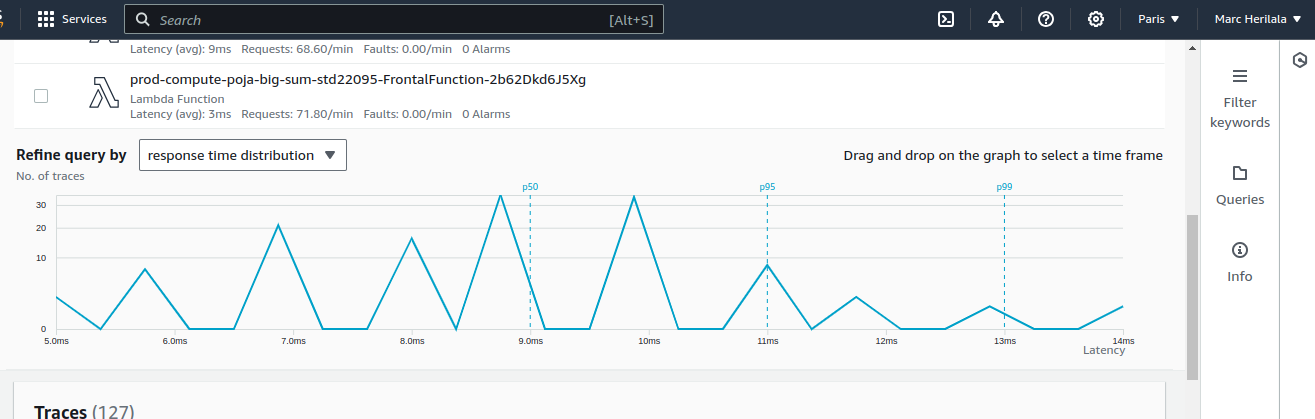 Services
Search [Alt+S]
Paris
Marc Herilala
Latency (avg): 9ms Requests: 68.60/min Faults: 0.00/min 0 Alarms
prod-compute-poja-big-sum-std22095-FrontalFunction-2b62Dkd6J5Xg
Lambda Function
Latency (avg): 3ms Requests: 71.80/min Faults: 0.00/min 0 Alarms
Refine query by response time distribution
Drag and drop on the graph to select a time frame
No. of traces
p50 p95 p99
30
20
10
0
5.0ms 6.0ms 7.0ms 8.0ms 9.0ms 10ms 11ms 12ms 13ms 14ms
Latency
Traces (127)
Filter
keywords
Queries
Info